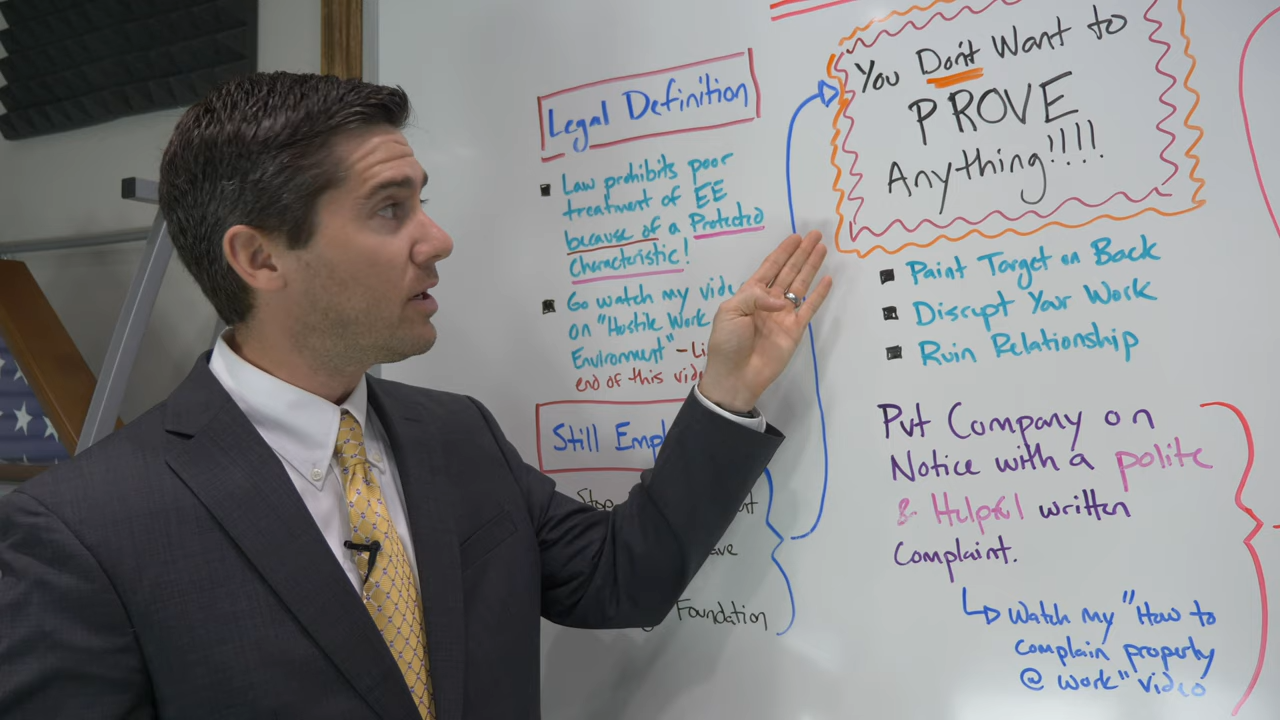 Legal Definition
Law prohibits poor
treatment of EE
because of a Protected
Characteristic!
Go watch my
on "Hostile Work
Environment" -
end of this
Still
Foundation
You Don't Want to
PROVE
Anything!!!!
Paint Target on Back
Disrupt Your Work
Ruin Relationship
Put Company on
Notice with a polite
& Helpful written
Complaint.
Watch my "How to
complain properly
@ work" video